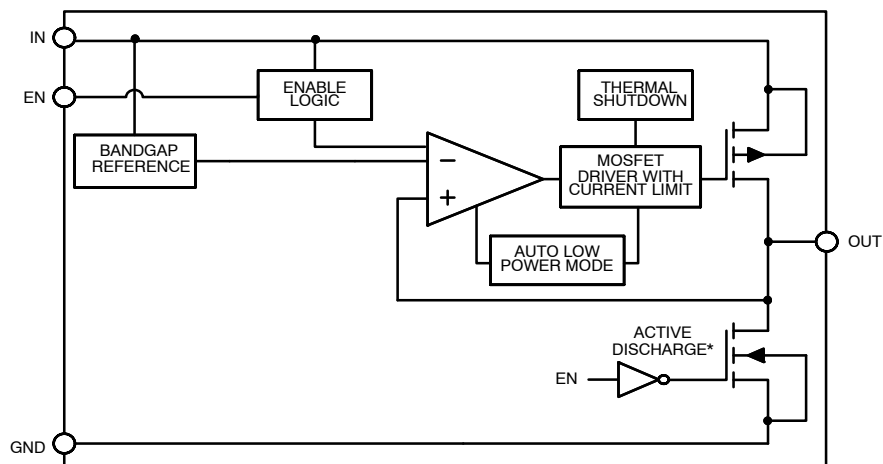 IN
ENABLE
LOGIC
THERMAL
SHUTDOWN
EN
BANDGAP
REFERENCE
MOSFET
DRIVER WITH
CURRENT LIMIT
−
+
AUTO LOW
POWER MODE
OUT
ACTIVE
DISCHARGE*
EN
GND